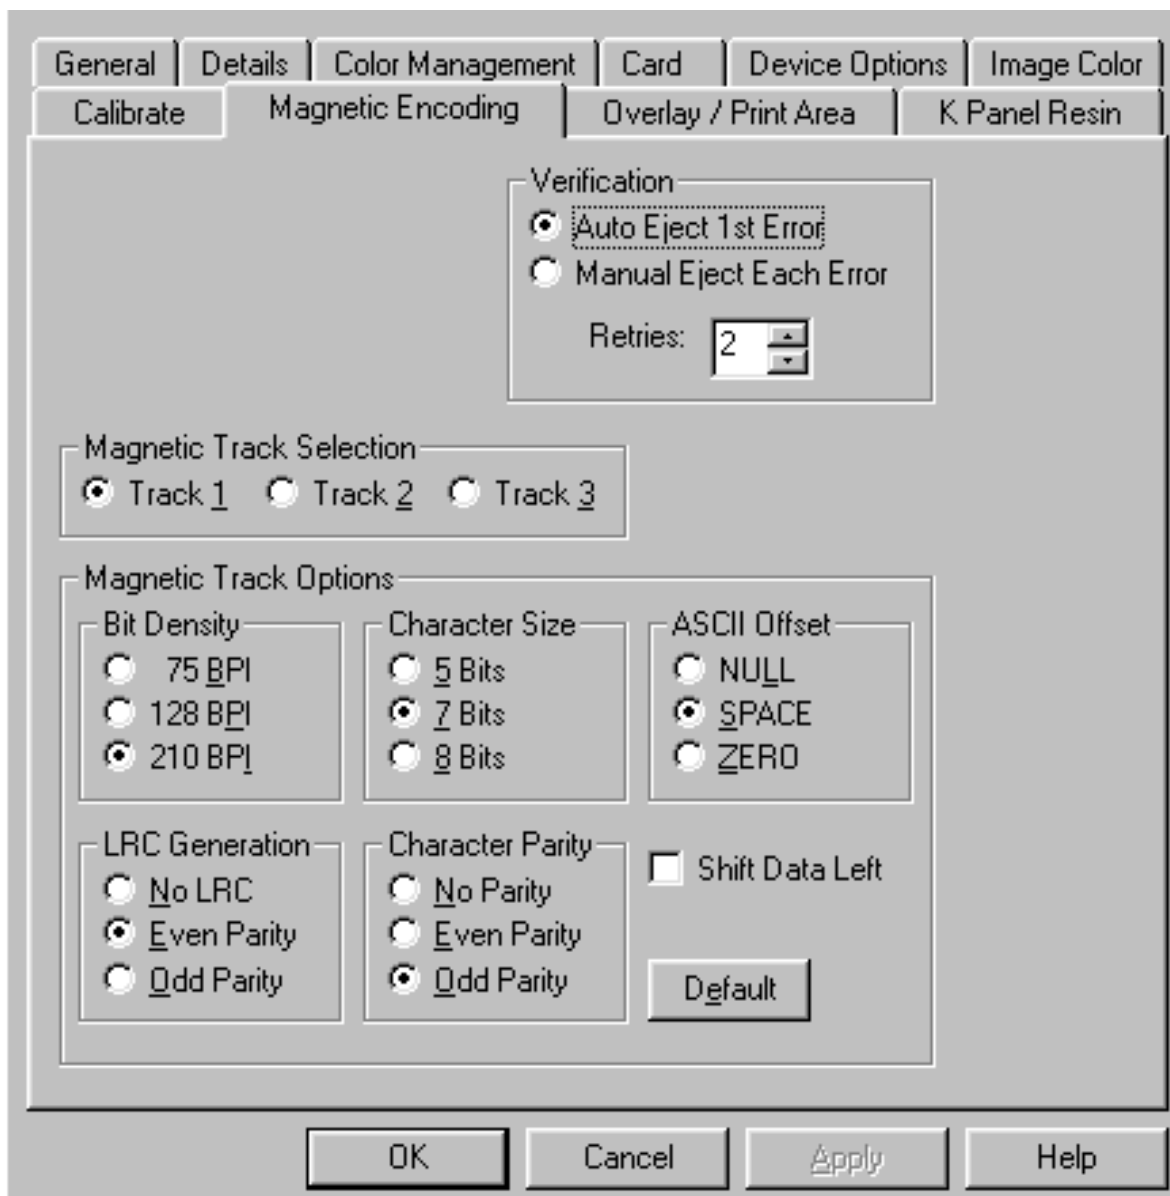 General Details Color Management Card Device Options Image Color
Calibrate Magnetic Encoding Overlay / Print Area K Panel Resin
Verification
Auto Eject 1st Error
Manual Eject Each Error
Retries: 2
Magnetic Track Selection
Track 1 Track 2 Track 3
Magnetic Track Options
Bit Density Character Size ASCII Offset
75 BPI 5 Bits NULL
128 BPI 7 Bits SPACE
210 BPI 8 Bits ZERO
LRC Generation Character Parity
No LRC No Parity Shift Data Left
Even Parity Even Parity
Odd Parity Odd Parity Default
OK Cancel Apply Help